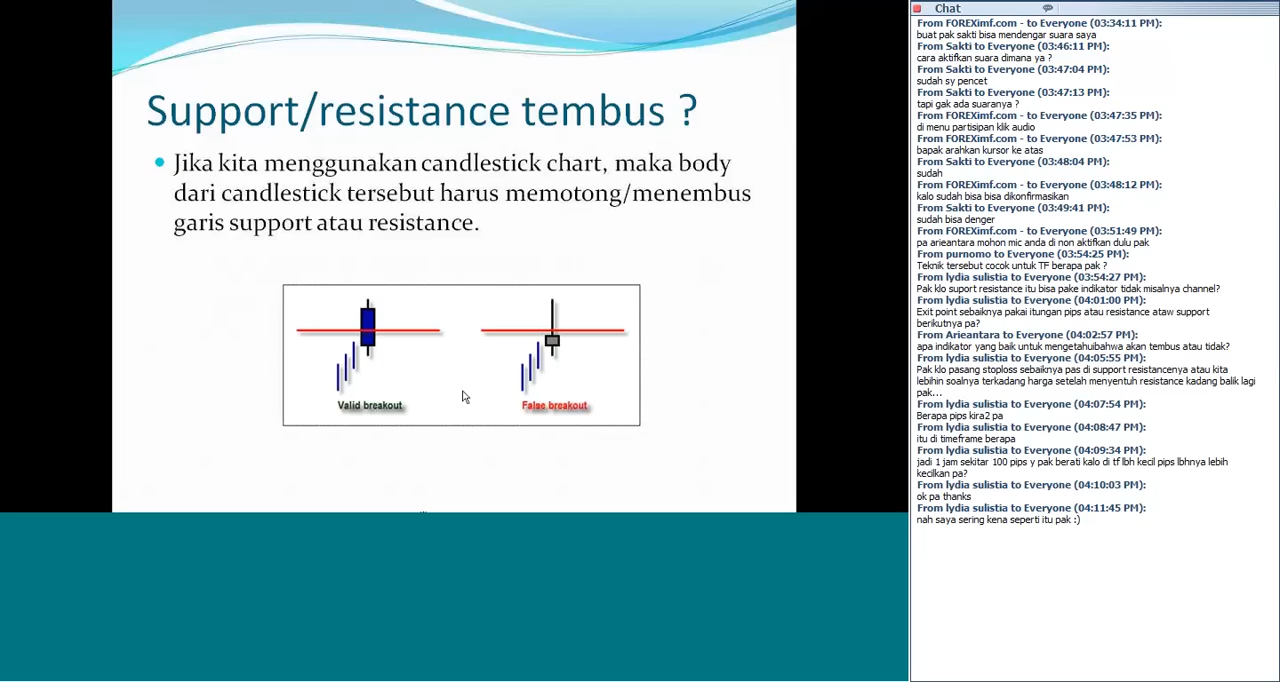 Support/resistance tembus ?
Jika kita menggunakan candlestick chart, maka body
dari candlestick tersebut harus memotong/menembus
garis support atau resistance.
Valid breakout
False breakout
Chat
From FOREXimf.com - to Everyone (03:34:11 PM):
buat pak sakti bisa mendengar suara saya
From Sakti to Everyone (03:46:11 PM):
cara aktifkan suara dimana ya ?
From Sakti to Everyone (03:47:04 PM):
sudah sy pencet
From Sakti to Everyone (03:47:13 PM):
tapi gak ada suaranya ?
From FOREXimf.com - to Everyone (03:47:35 PM):
di menu partisipan klik audio
From FOREXimf.com - to Everyone (03:47:53 PM):
bapak arahkan kursor ke atas
From Sakti to Everyone (03:48:04 PM):
sudah
From FOREXimf.com - to Everyone (03:48:12 PM):
kalo sudah bisa bisa dikonfirmasikan
From Sakti to Everyone (03:49:41 PM):
sudah bisa denger
From FOREXimf.com - to Everyone (03:51:49 PM):
pa arieantara mohon mic anda di non aktifkan dulu pak
From purnomo to Everyone (03:54:25 PM):
Teknik tersebut cocok untuk TF berapa pak ?
From lydia sulistia to Everyone (03:54:27 PM):
Pak klo suport resistance itu bisa pake indikator tidak misalnya channel?
From lydia sulistia to Everyone (04:01:00 PM):
Exit point sebaiknya pakai itungan pips atau resistance ataw support
berikutnya pa?
From Arieantara to Everyone (04:02:57 PM):
apa indikator yang baik untuk mengetahuibahwa akan tembus atau tidak?
From lydia sulistia to Everyone (04:05:55 PM):
Pak klo pasang stoploss sebaiknya pas di support resistancenya atau kita
lebihin soalnya terkadang harga setelah menyentuh resistance kadang balik lagi
pak...
From lydia sulistia to Everyone (04:07:54 PM):
Berapa pips kira2 pa
From lydia sulistia to Everyone (04:08:47 PM):
itu di timeframe berapa
From lydia sulistia to Everyone (04:09:34 PM):
jadi 1 jam sekitar 100 pips y pak berati kalo di tf lbh kecil pips lbhnya lebih
kecilkan pa?
From lydia sulistia to Everyone (04:10:03 PM):
ok pa thanks
From lydia sulistia to Everyone (04:11:45 PM):
nah saya sering kena seperti itu pak :)